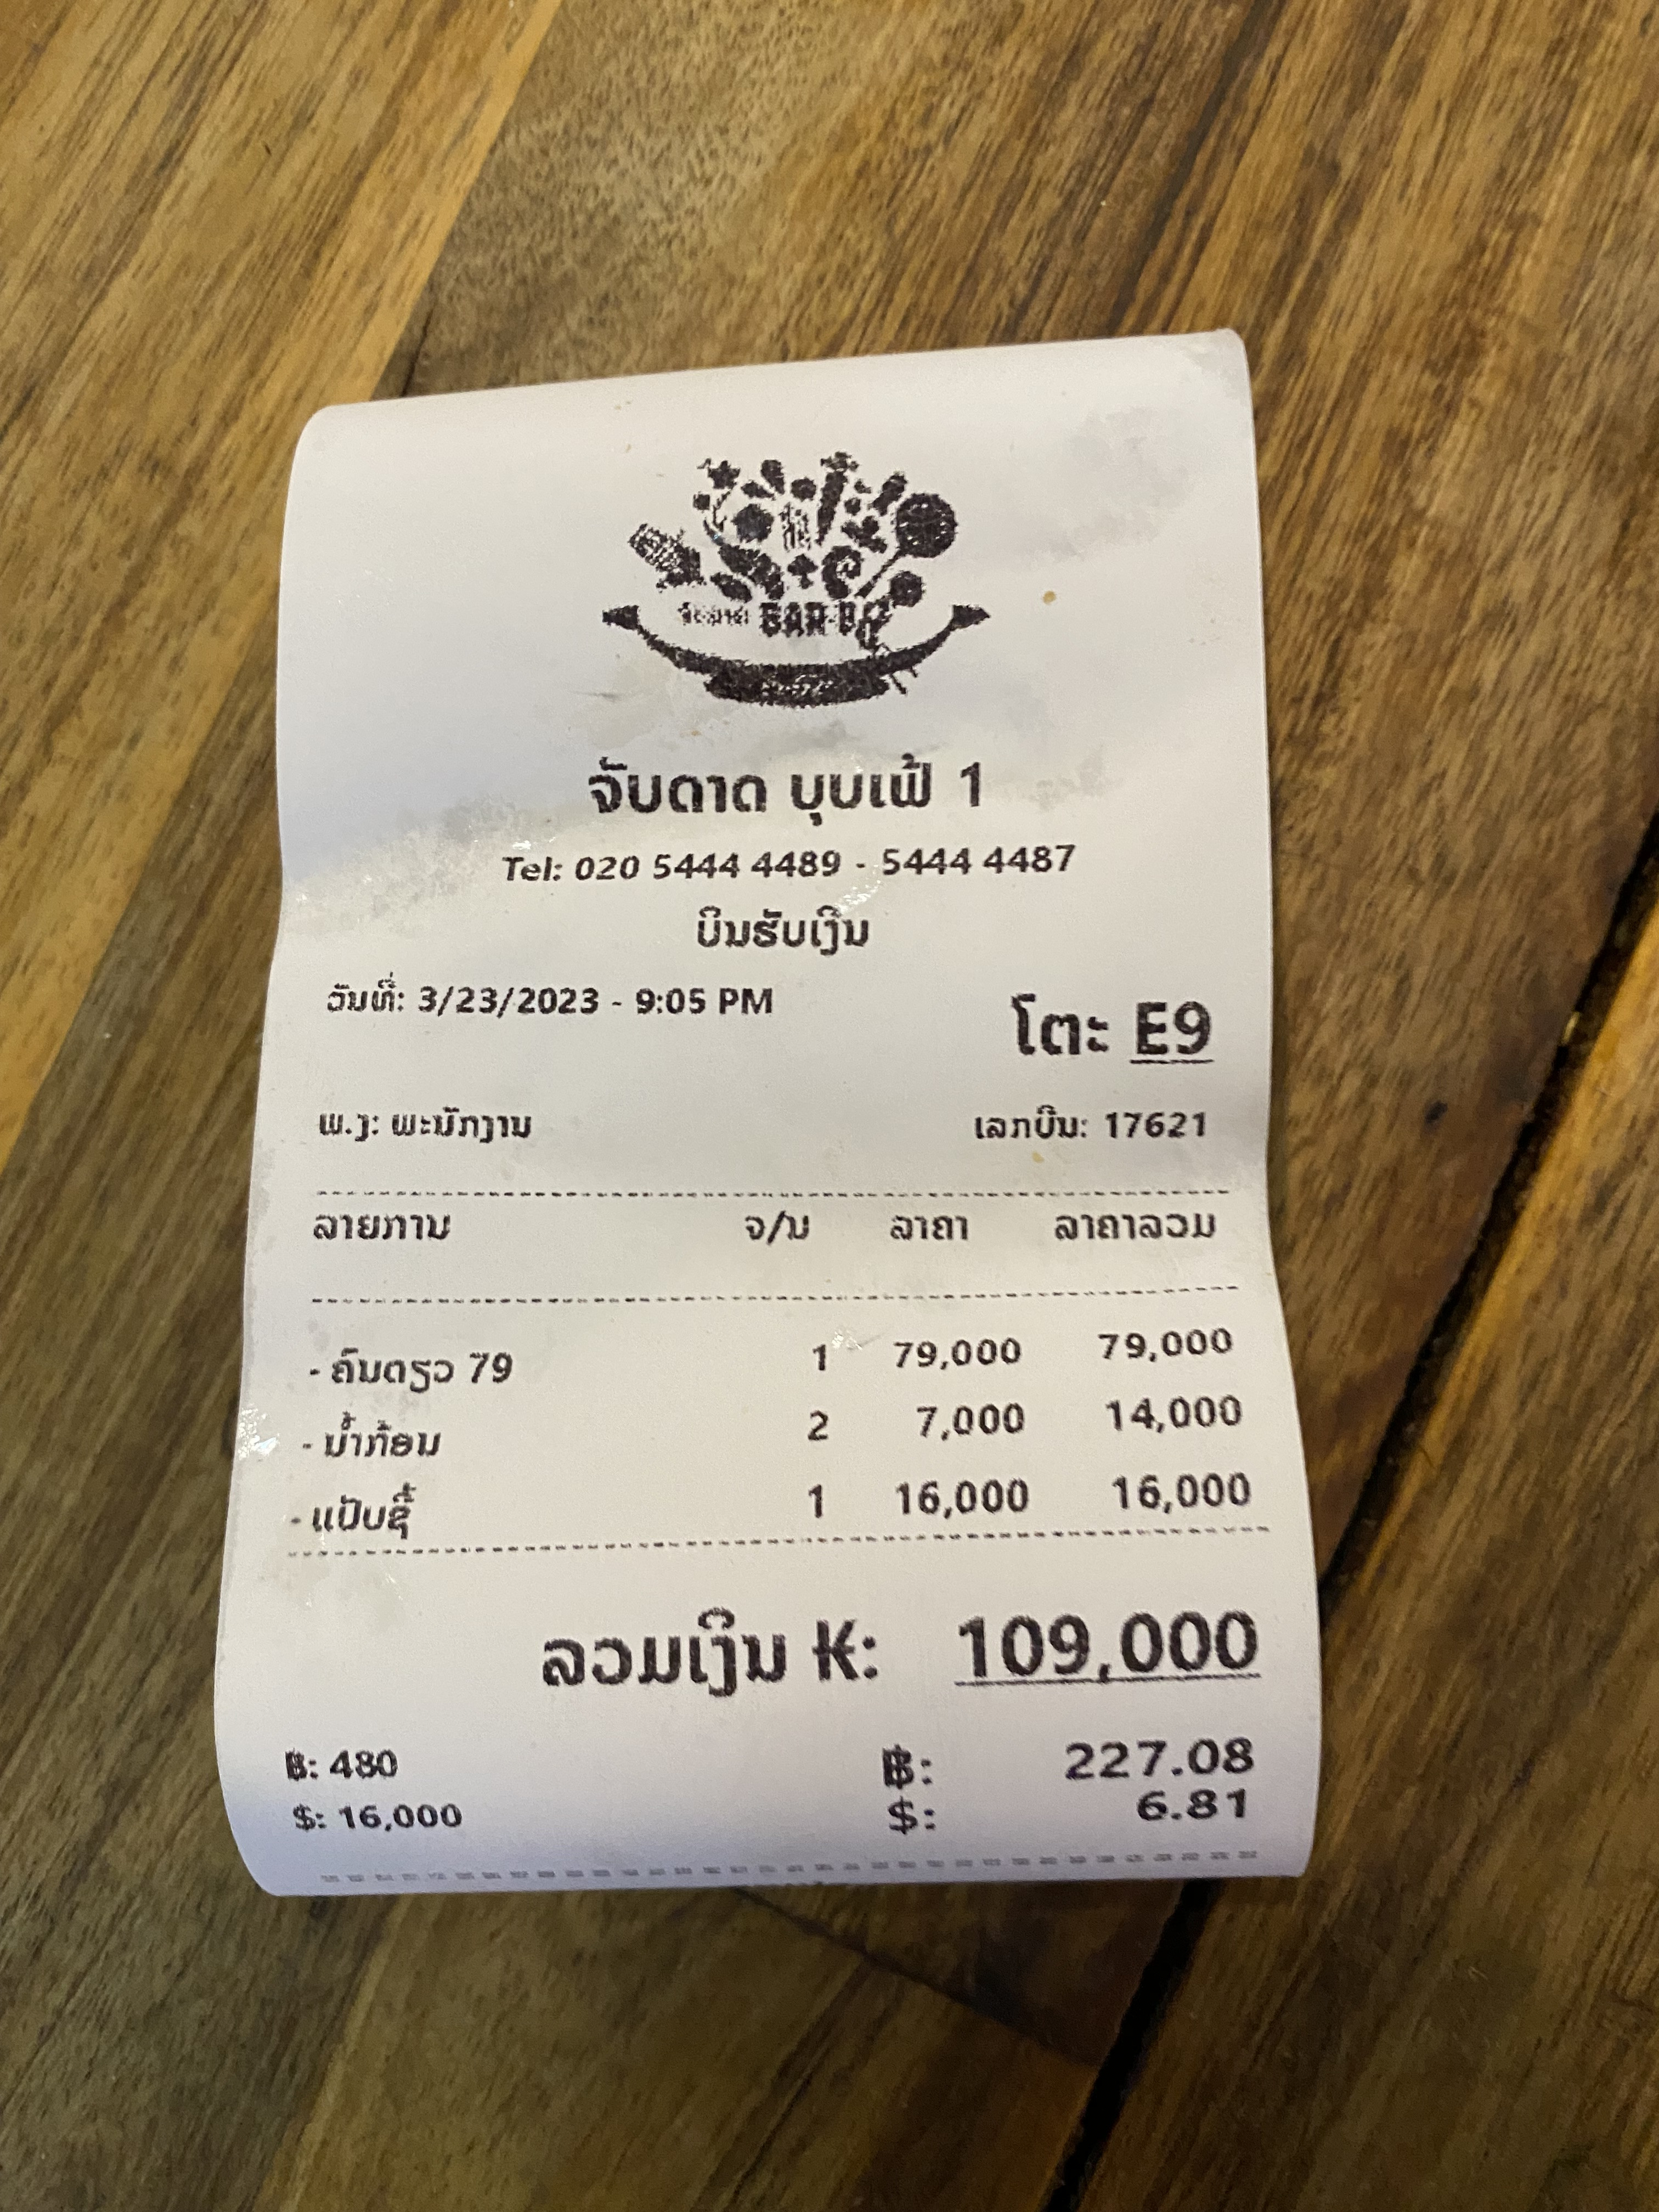 BAR-B
ຈັບດາດ ບຸບເຟ້ 1
Tel: 020 5444 4489 - 5444 4487
ບິນຮັບເງິນ
ວັນທີ່: 3/23/2023 - 9:05 PM
ໂຕະ E9
ພ.ງ: ພະນັກງານ ເລກບິນ: 17621
ລາຍການ ຈ/ນ ລາຄາ ລາຄາລວມ
- ຄົນດຽວ 79 1 79,000 79,000
- ນ້ຳກ້ອນ 2 7,000 14,000
- ແປັບຊີ້ 1 16,000 16,000
ລວມເງິນ ₭: 109,000
฿: 480 ฿: 227.08
$: 16,000 $: 6.81